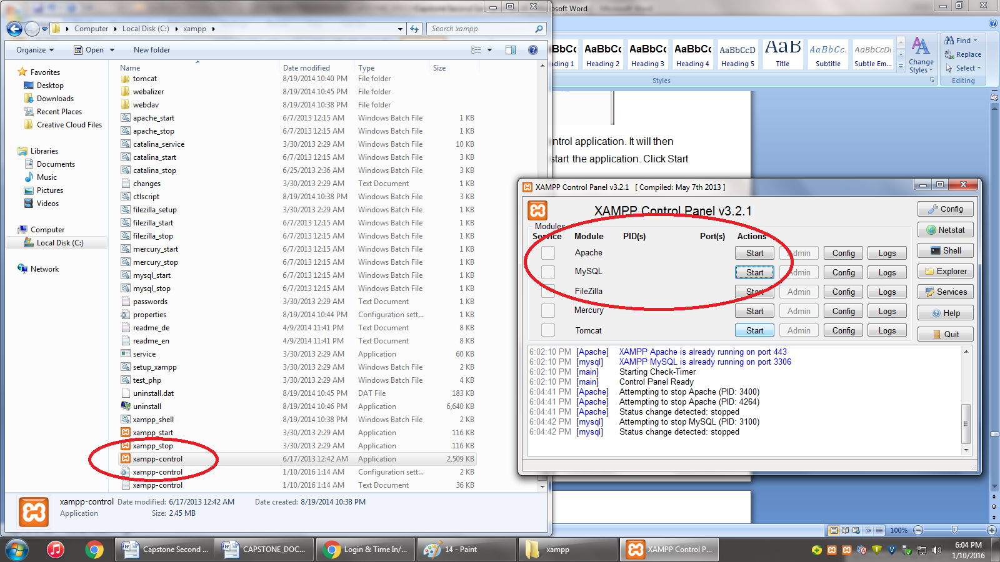 Computer ▸ Local Disk (C:) ▸ xampp ▸
Search xampp
Organize Open New folder
Favorites
Desktop
Downloads
Recent Places
Creative Cloud Files
Libraries
Documents
Music
Pictures
Videos
Computer
Local Disk (C:)
Network
Name Date modified Type Size
tomcat 8/19/2014 10:40 PM File folder
webalizer 8/19/2014 10:45 PM File folder
webdav 8/19/2014 10:38 PM File folder
apache_start 6/7/2013 12:15 AM Windows Batch File 1 KB
apache_stop 6/7/2013 12:15 AM Windows Batch File 1 KB
catalina_service 3/30/2013 2:29 AM Windows Batch File 10 KB
catalina_start 6/7/2013 12:15 AM Windows Batch File 3 KB
catalina_stop 6/25/2013 2:36 AM Windows Batch File 3 KB
changes 3/30/2013 2:29 AM Text Document 3 KB
ctlscript 8/19/2014 10:38 PM Windows Batch File 3 KB
filezilla_setup 3/30/2013 2:29 AM Windows Batch File 1 KB
filezilla_start 6/7/2013 12:15 AM Windows Batch File 1 KB
filezilla_stop 6/7/2013 12:15 AM Windows Batch File 1 KB
mercury_start 6/7/2013 12:15 AM Windows Batch File 1 KB
mercury_stop 6/7/2013 12:15 AM Windows Batch File 1 KB
mysql_start 6/7/2013 12:15 AM Windows Batch File 1 KB
mysql_stop 6/7/2013 12:15 AM Windows Batch File 1 KB
passwords 3/30/2013 2:29 AM Text Document 1 KB
properties 8/19/2014 10:44 PM Configuration sett... 1 KB
readme_de 4/9/2014 11:41 PM Text Document 8 KB
readme_en 4/9/2014 11:41 PM Text Document 8 KB
service 3/30/2013 2:29 AM Application 60 KB
setup_xampp 3/30/2013 2:29 AM Windows Batch File 2 KB
test_php 3/30/2013 2:29 AM Windows Batch File 4 KB
uninstall.dat 8/19/2014 10:45 PM DAT File 183 KB
uninstall 8/19/2014 10:46 PM Application 6,640 KB
xampp_shell 8/19/2014 10:38 PM Windows Batch File 2 KB
xampp_start 3/30/2013 2:29 AM Application 116 KB
xampp_stop 3/30/2013 2:29 AM Application 116 KB
xampp-control 6/17/2013 12:42 AM Application 2,509 KB
xampp-control 1/10/2016 1:14 AM Configuration sett... 2 KB
xampp-control 1/10/2016 1:14 AM Text Document 36 KB
xampp-control Date modified: 6/17/2013 12:42 AM Date created: 8/19/2014 10:38 PM
Application Size: 2.45 MB
osoft Word
AaBbCc AaBbCc AaBbCc AaBbCcD AaB AaBbCc. AaBbCcDc
ading 1 Heading 2 Heading 3 Heading 4 Heading 5 Title Subtitle Subtle Em...
Change Styles
Find
Replace
Select
Styles Editing
ntrol application. It will then
start the application. Click Start
XAMPP Control Panel v3.2.1 [ Compiled: May 7th 2013 ]
XAMPP Control Panel v3.2.1
Modules
Service Module PID(s) Port(s) Actions
Apache Start Admin Config Logs
MySQL Start Admin Config Logs
FileZilla Start Admin Config Logs
Mercury Start Admin Config Logs
Tomcat Start Admin Config Logs
Config
Netstat
Shell
Explorer
Services
Help
Quit
6:02:10 PM [Apache] XAMPP Apache is already running on port 443
6:02:10 PM [mysql] XAMPP MySQL is already running on port 3306
6:02:10 PM [main] Starting Check-Timer
6:02:10 PM [main] Control Panel Ready
6:04:41 PM [Apache] Attempting to stop Apache (PID: 3400)
6:04:41 PM [Apache] Attempting to stop Apache (PID: 4264)
6:04:41 PM [Apache] Status change detected: stopped
6:04:42 PM [mysql] Attempting to stop MySQL (PID: 3100)
6:04:42 PM [mysql] Status change detected: stopped
100%
Capstone Second ... CAPSTONE_DOC... Login & Time In/... 14 - Paint xampp XAMPP Control P...
6:04 PM
1/10/2016